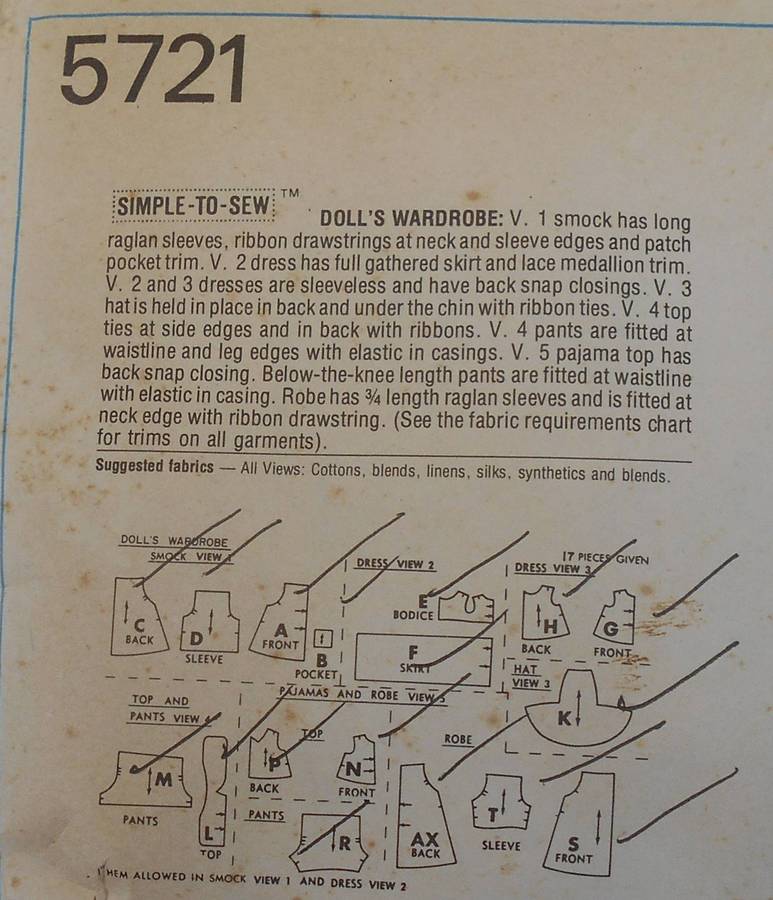 5721
SIMPLE-TO-SEW™ DOLL'S WARDROBE: V. 1 smock has long
raglan sleeves, ribbon drawstrings at neck and sleeve edges and patch
pocket trim. V. 2 dress has full gathered skirt and lace medallion trim.
V. 2 and 3 dresses are sleeveless and have back snap closings. V. 3
hat is held in place in back and under the chin with ribbon ties. V. 4 top
ties at side edges and in back with ribbons. V. 4 pants are fitted at
waistline and leg edges with elastic in casings. V. 5 pajama top has
back snap closing. Below-the-knee length pants are fitted at waistline
with elastic in casing. Robe has ¾ length raglan sleeves and is fitted at
neck edge with ribbon drawstring. (See the fabric requirements chart
for trims on all garments).
Suggested fabrics — All Views: Cottons, blends, linens, silks, synthetics and blends.
DOLL'S WARDROBE
SMOCK VIEW 1
C
BACK
D
SLEEVE
A
FRONT
B
POCKET
DRESS VIEW 2
E
BODICE
F
SKIRT
17 PIECES GIVEN
DRESS VIEW 3
H
BACK
G
FRONT
HAT
VIEW 3
K
TOP AND
PANTS VIEW 4
M
PANTS
L
TOP
PAJAMAS AND ROBE VIEW 5
TOP
P
BACK
N
FRONT
PANTS
R
ROBE
AX
BACK
T
SLEEVE
S
FRONT
1" HEM ALLOWED IN SMOCK VIEW 1 AND DRESS VIEW 2